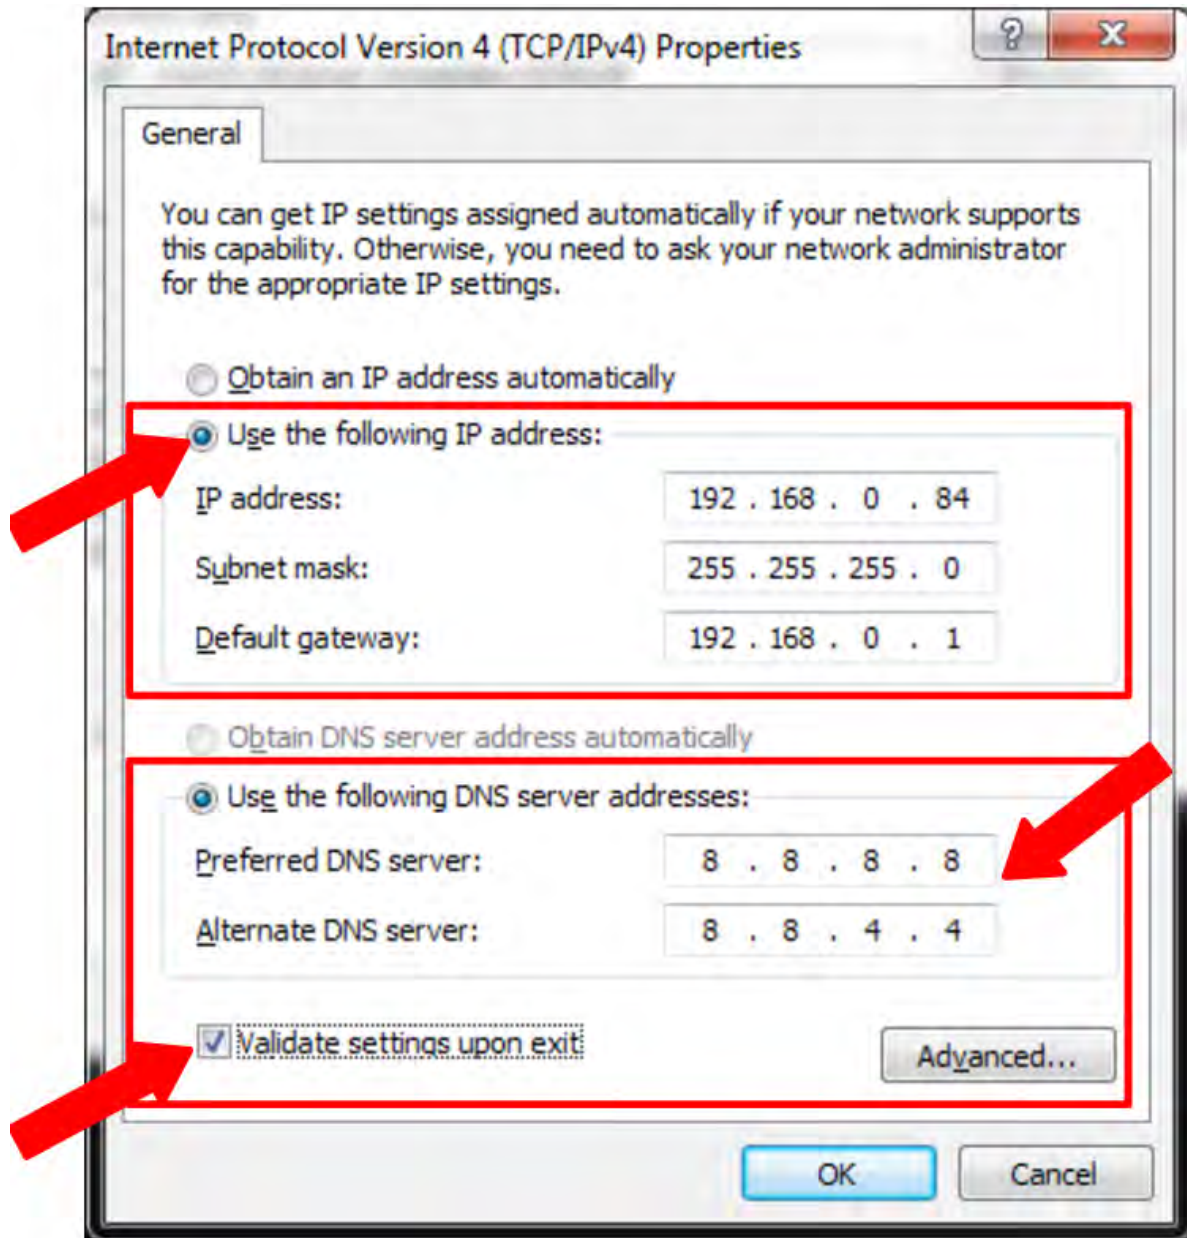 Internet Protocol Version 4 (TCP/IPv4) Properties
?
General
You can get IP settings assigned automatically if your network supports
this capability. Otherwise, you need to ask your network administrator
for the appropriate IP settings.
Obtain an IP address automatically
Use the following IP address:
IP address: 192 . 168 . 0 . 84
Subnet mask: 255 . 255 . 255 . 0
Default gateway: 192 . 168 . 0 . 1
Obtain DNS server address automatically
Use the following DNS server addresses:
Preferred DNS server: 8 . 8 . 8 . 8
Alternate DNS server: 8 . 8 . 4 . 4
Validate settings upon exit
Advanced...
OK Cancel